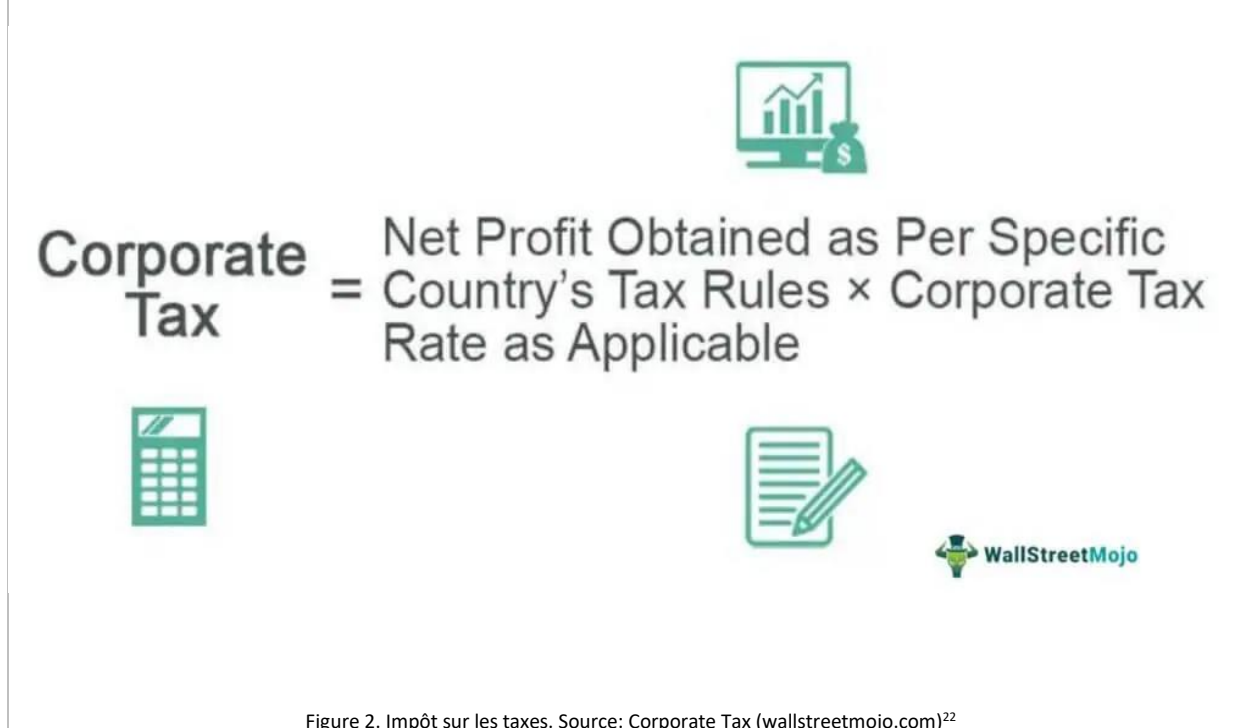 $
Corporate
Tax
=
Net Profit Obtained as Per Specific
Country's Tax Rules × Corporate Tax
Rate as Applicable
WallStreetMojo
Figure 2. Impôt sur les taxes. Source: Corporate Tax (wallstreetmojo.com)²²